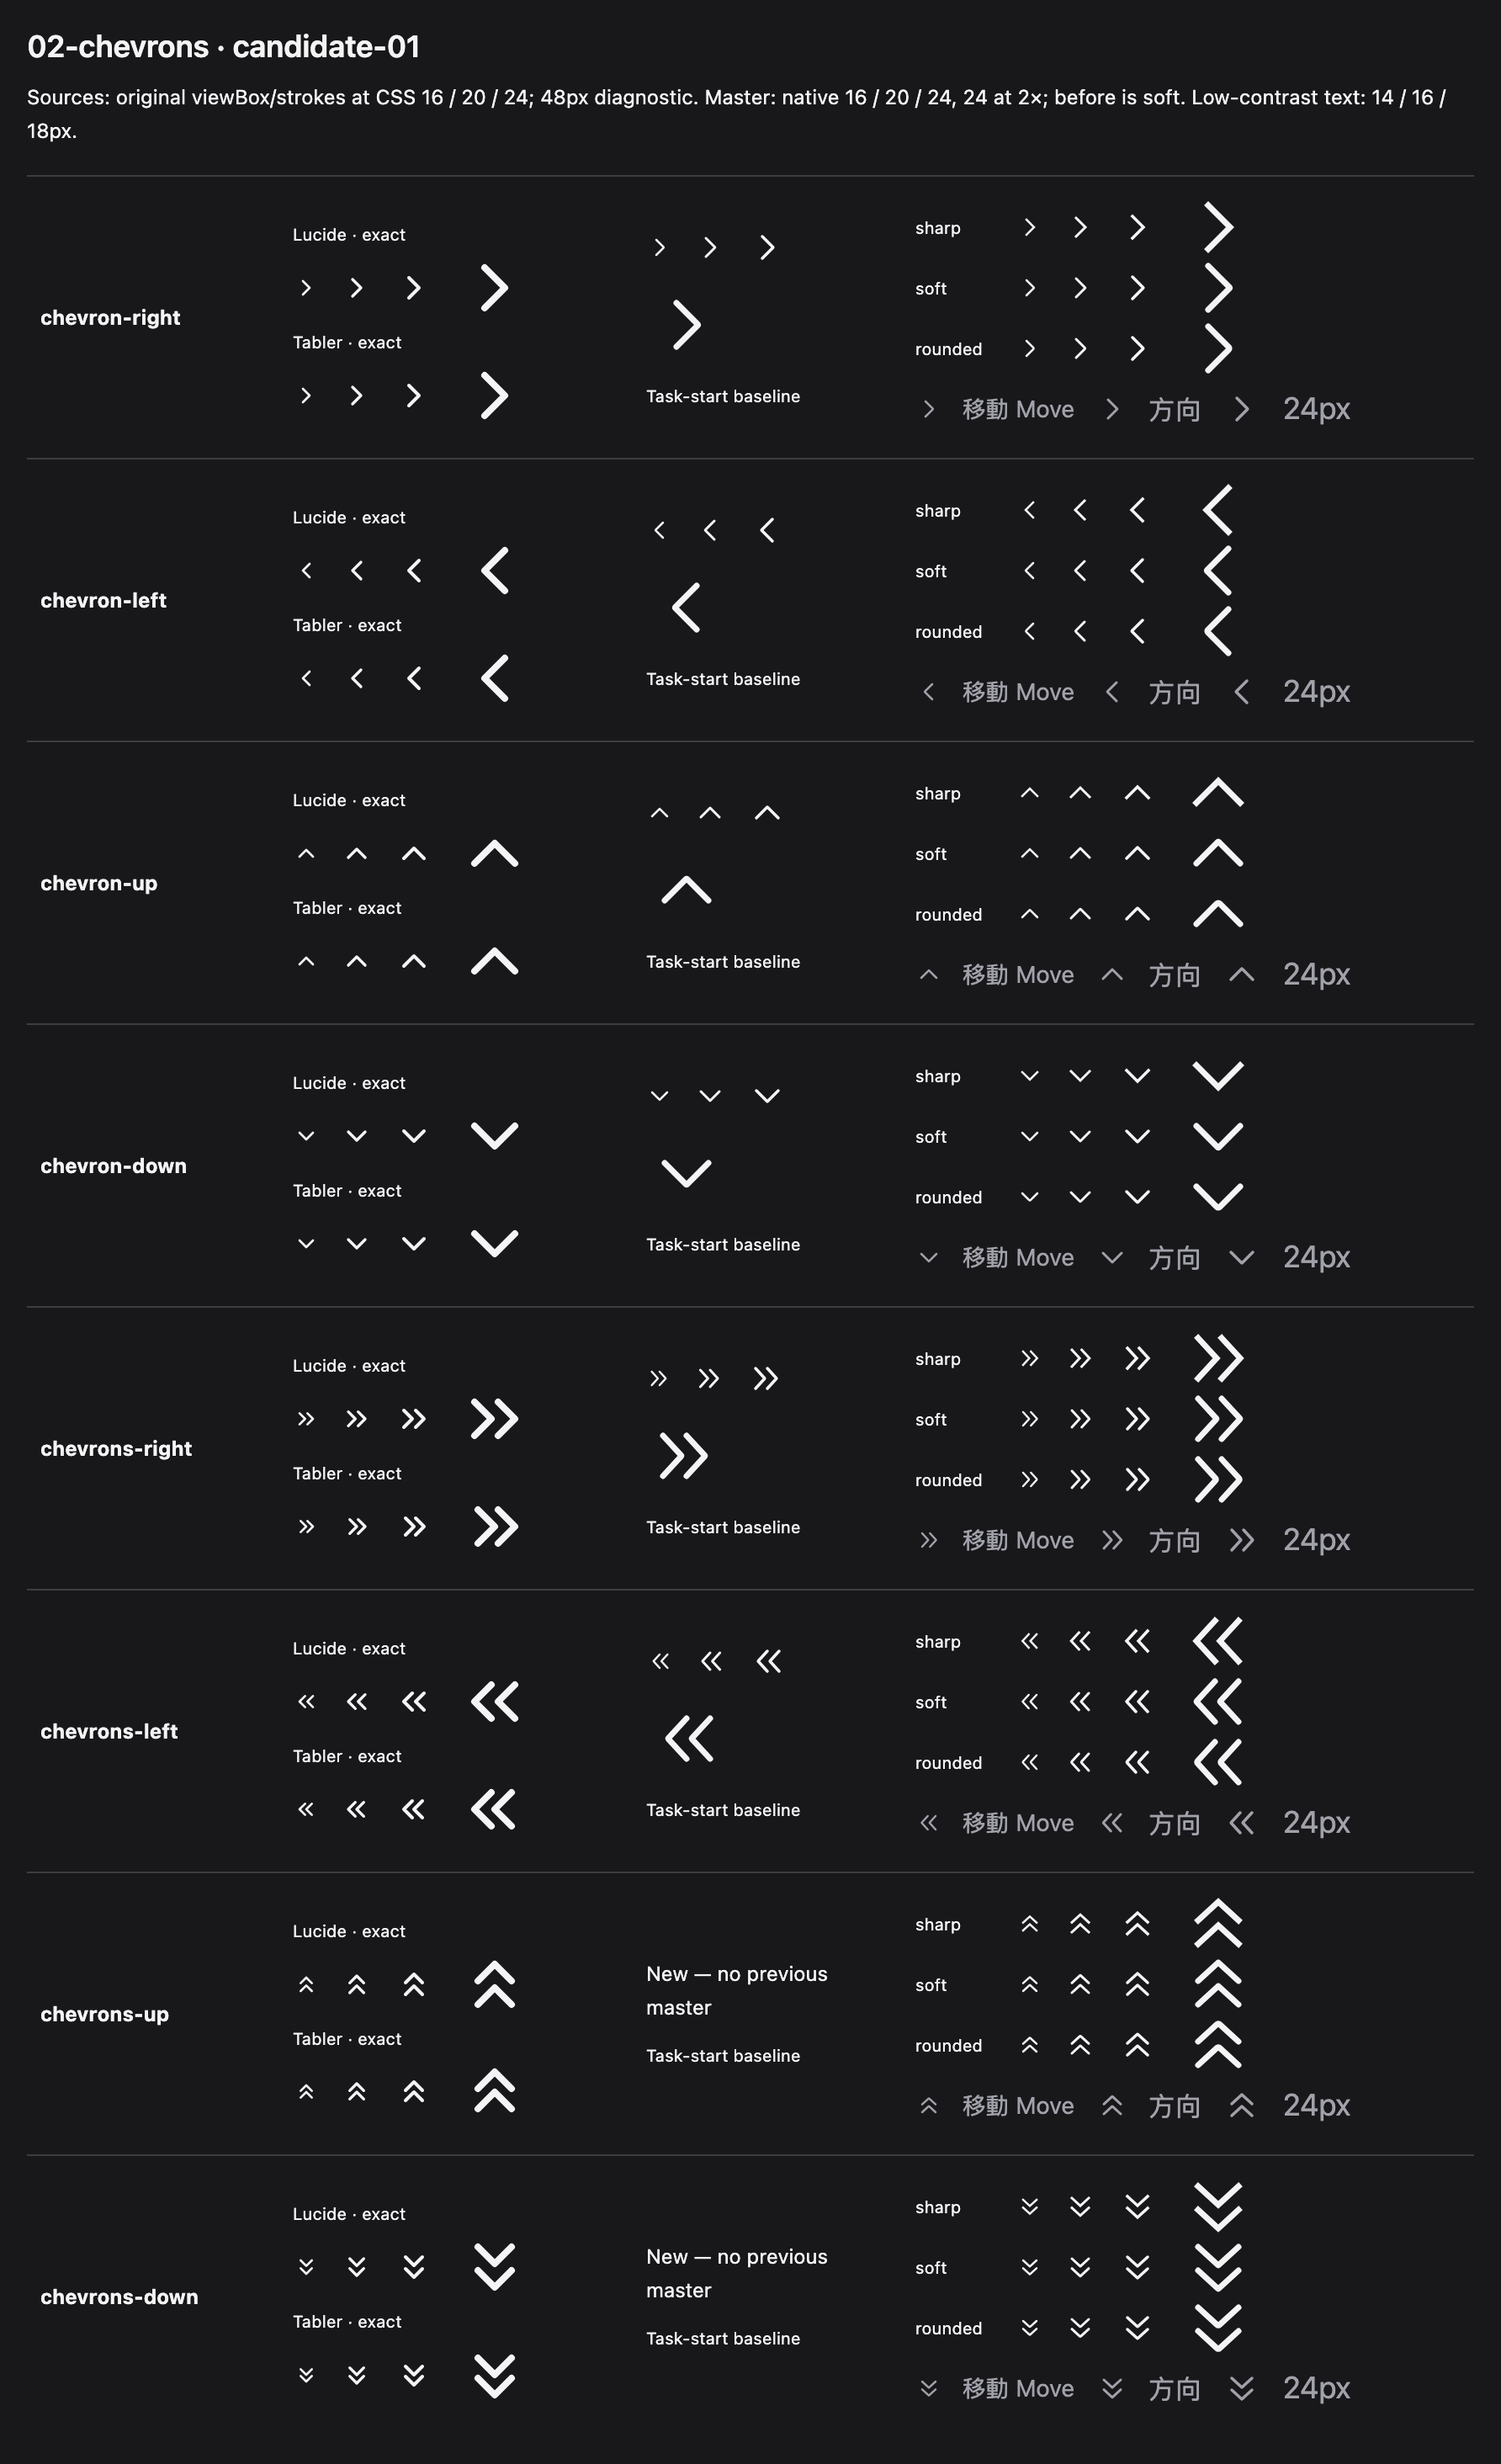 02-chevrons · candidate-01
Sources: original viewBox/strokes at CSS 16 / 20 / 24; 48px diagnostic. Master: native 16 / 20 / 24, 24 at 2×; before is soft. Low-contrast text: 14 / 16 /
18px.
chevron-right
Lucide · exact
Tabler · exact
Task-start baseline
sharp
soft
rounded
移動 Move 方向 24px
chevron-left
Lucide · exact
Tabler · exact
Task-start baseline
sharp
soft
rounded
移動 Move 方向 24px
chevron-up
Lucide · exact
Tabler · exact
Task-start baseline
sharp
soft
rounded
移動 Move 方向 24px
chevron-down
Lucide · exact
Tabler · exact
Task-start baseline
sharp
soft
rounded
移動 Move 方向 24px
chevrons-right
Lucide · exact
Tabler · exact
Task-start baseline
sharp
soft
rounded
移動 Move 方向 24px
chevrons-left
Lucide · exact
Tabler · exact
Task-start baseline
sharp
soft
rounded
移動 Move 方向 24px
chevrons-up
Lucide · exact
Tabler · exact
New — no previous
master
Task-start baseline
sharp
soft
rounded
移動 Move 方向 24px
chevrons-down
Lucide · exact
Tabler · exact
New — no previous
master
Task-start baseline
sharp
soft
rounded
移動 Move 方向 24px